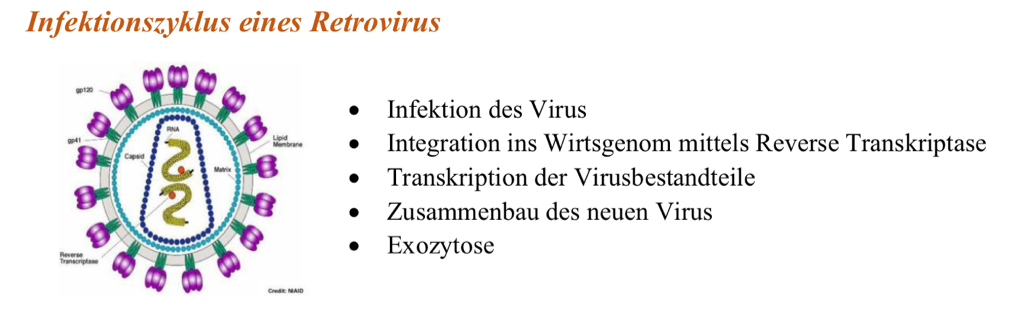 Infektionszyklus eines Retrovirus
gp120
gp41
RNA
Capsid
Lipid
Membrane
Matrix
Reverse
Transcriptase
Credit: NIAID
• Infektion des Virus
• Integration ins Wirtsgenom mittels Reverse Transkriptase
• Transkription der Virusbestandteile
• Zusammenbau des neuen Virus
• Exozytose